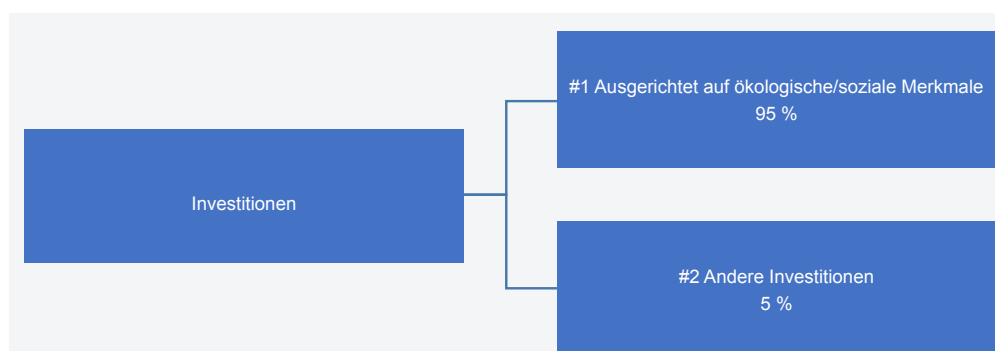 Investitionen
#1 Ausgerichtet auf ökologische/soziale Merkmale
95 %
#2 Andere Investitionen
5 %